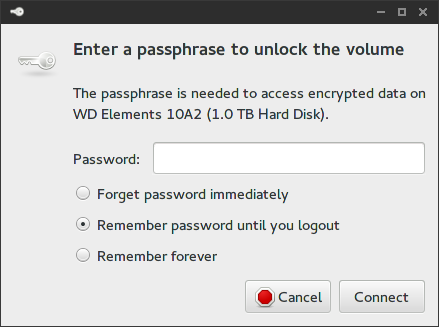 Enter a passphrase to unlock the volume
The passphrase is needed to access encrypted data on
WD Elements 10A2 (1.0 TB Hard Disk).
Password:
Forget password immediately
Remember password until you logout
Remember forever
Cancel Connect